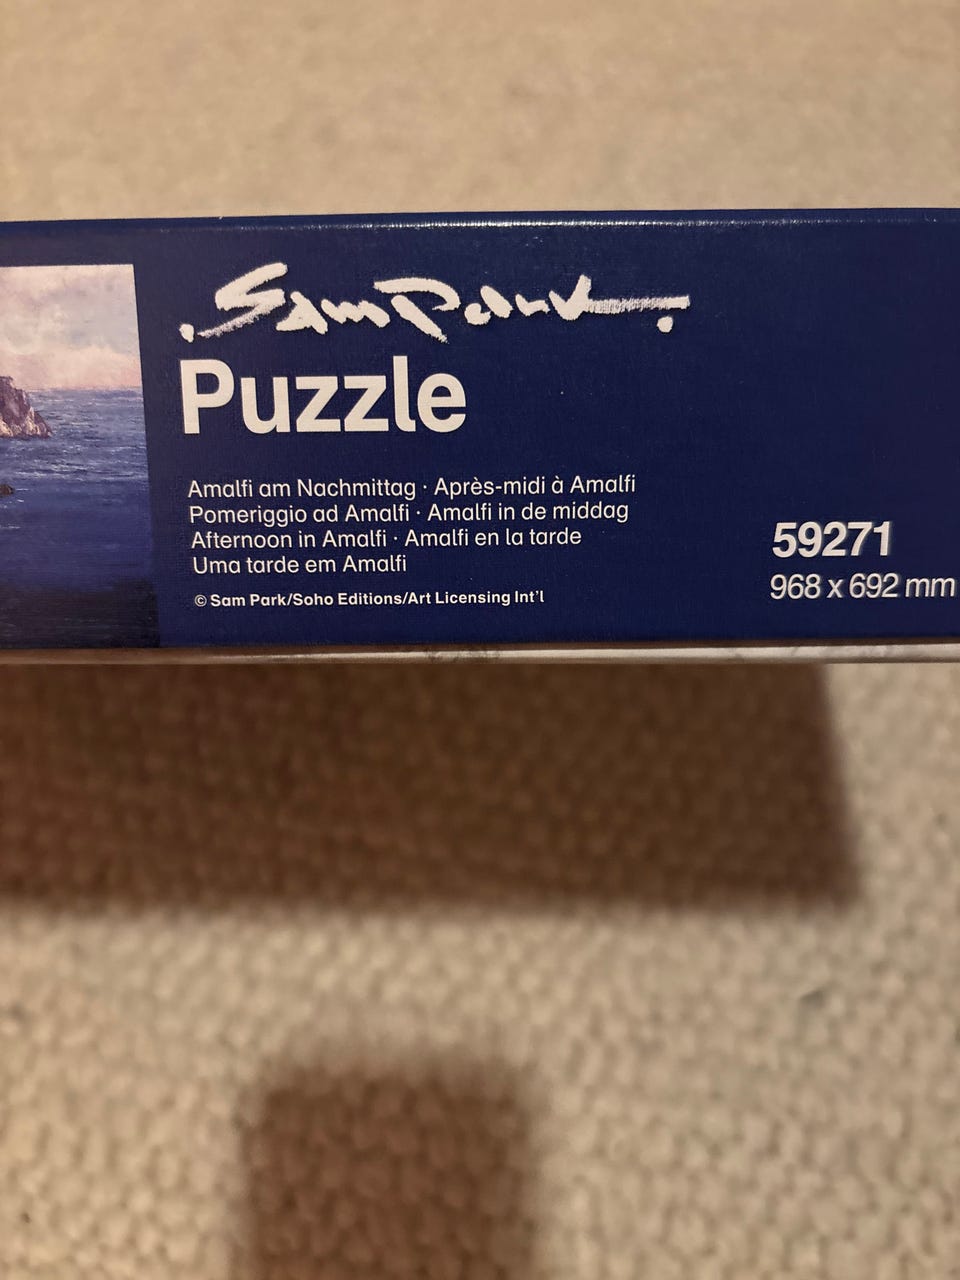 Sam Park
Puzzle
Amalfi am Nachmittag · Après-midi à Amalfi
Pomeriggio ad Amalfi · Amalfi in de middag
Afternoon in Amalfi · Amalfi en la tarde
Uma tarde em Amalfi
© Sam Park/Soho Editions/Art Licensing Int'l
59271
968 x 692 mm